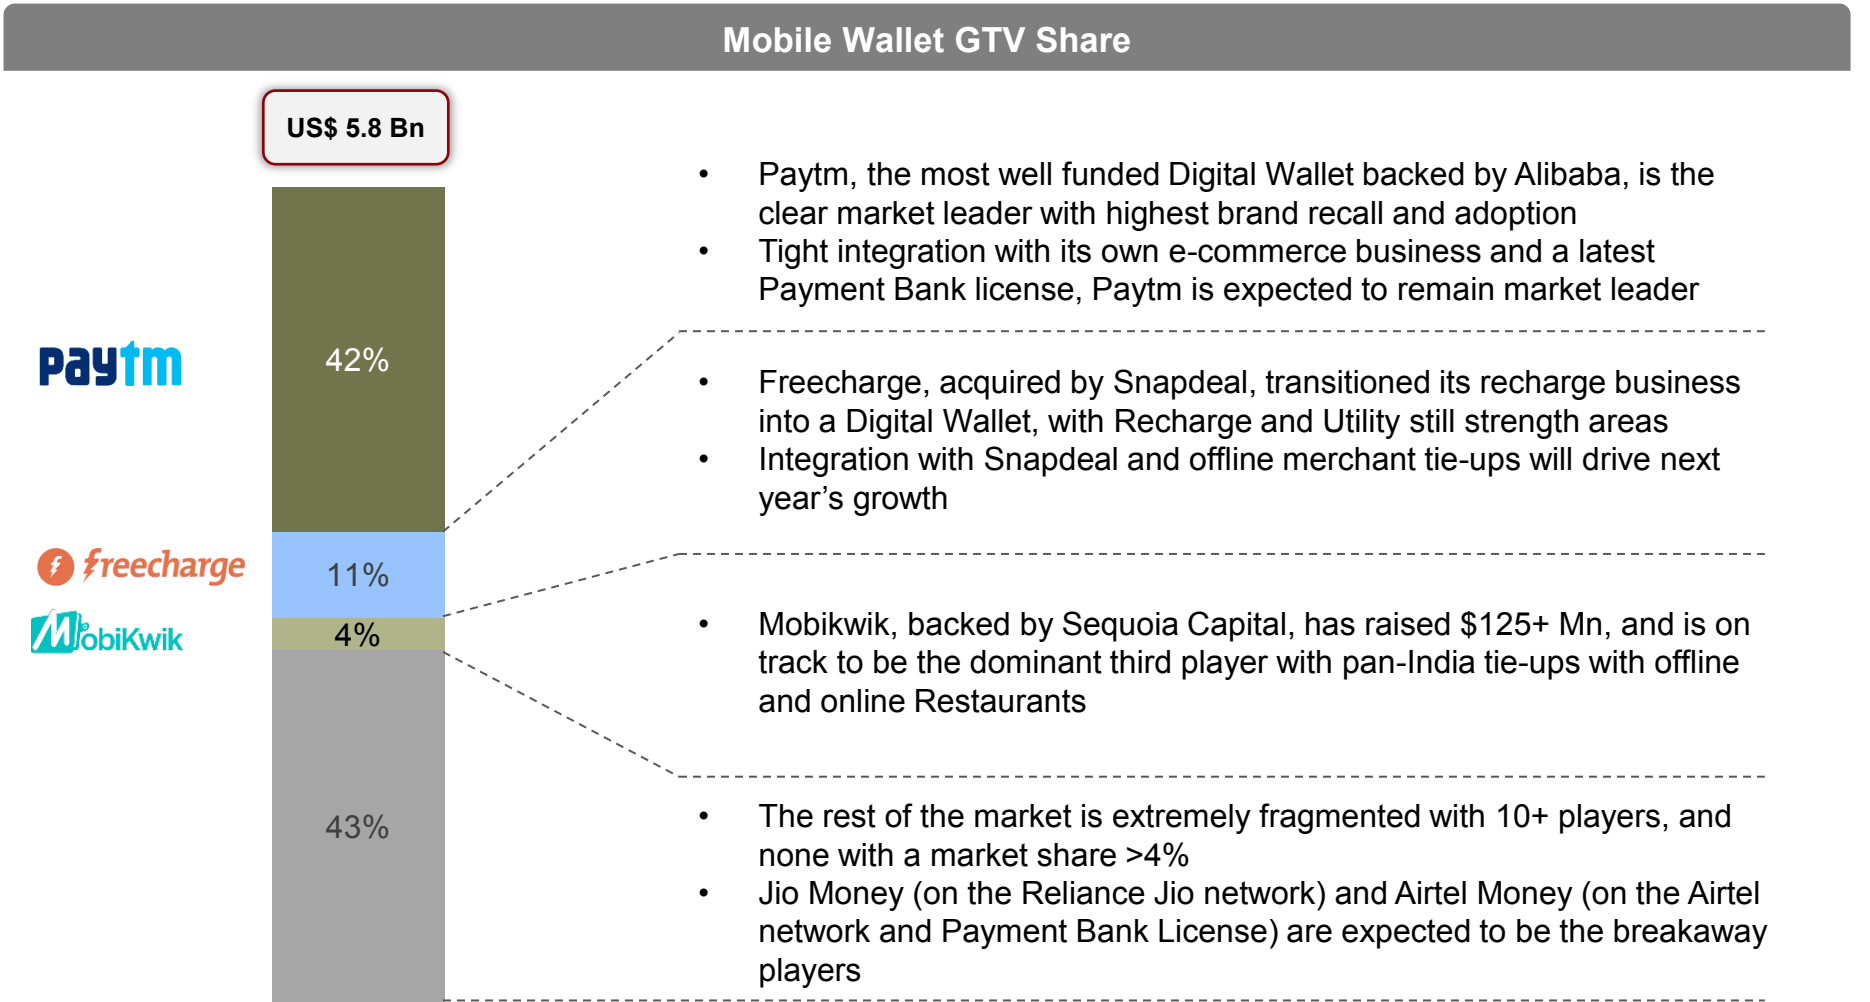 Mobile Wallet GTV Share
US$ 5.8 Bn
• Paytm, the most well funded Digital Wallet backed by Alibaba, is the
clear market leader with highest brand recall and adoption
• Tight integration with its own e-commerce business and a latest
Payment Bank license, Paytm is expected to remain market leader
paytm
42%
• Freecharge, acquired by Snapdeal, transitioned its recharge business
into a Digital Wallet, with Recharge and Utility still strength areas
• Integration with Snapdeal and offline merchant tie-ups will drive next
year’s growth
freecharge
11%
MobiKwik
4%
• Mobikwik, backed by Sequoia Capital, has raised $125+ Mn, and is on
track to be the dominant third player with pan-India tie-ups with offline
and online Restaurants
43%
• The rest of the market is extremely fragmented with 10+ players, and
none with a market share >4%
• Jio Money (on the Reliance Jio network) and Airtel Money (on the Airtel
network and Payment Bank License) are expected to be the breakaway
players